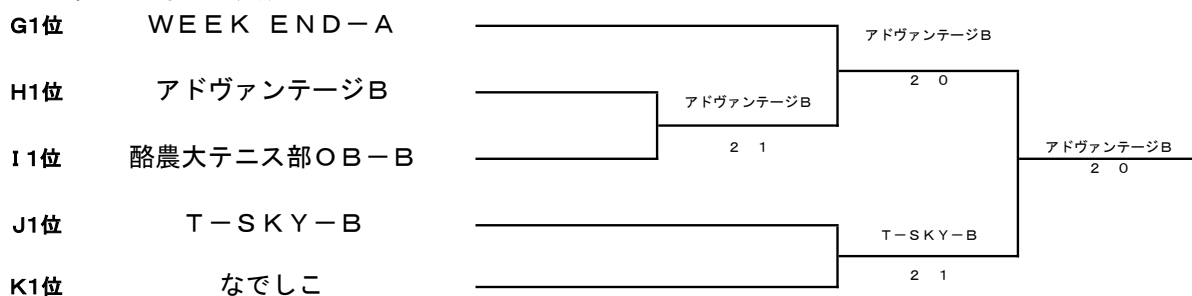 G1位 ＷＥＥＫ ＥＮＤ－Ａ
アドヴァンテージＢ
２ ０
H1位 アドヴァンテージＢ
アドヴァンテージＢ
２ １
I 1位 酪農大テニス部ＯＢ－Ｂ
アドヴァンテージＢ
２ ０
J1位 Ｔ－ＳＫＹ－Ｂ
Ｔ－ＳＫＹ－Ｂ
２ １
K1位 なでしこ